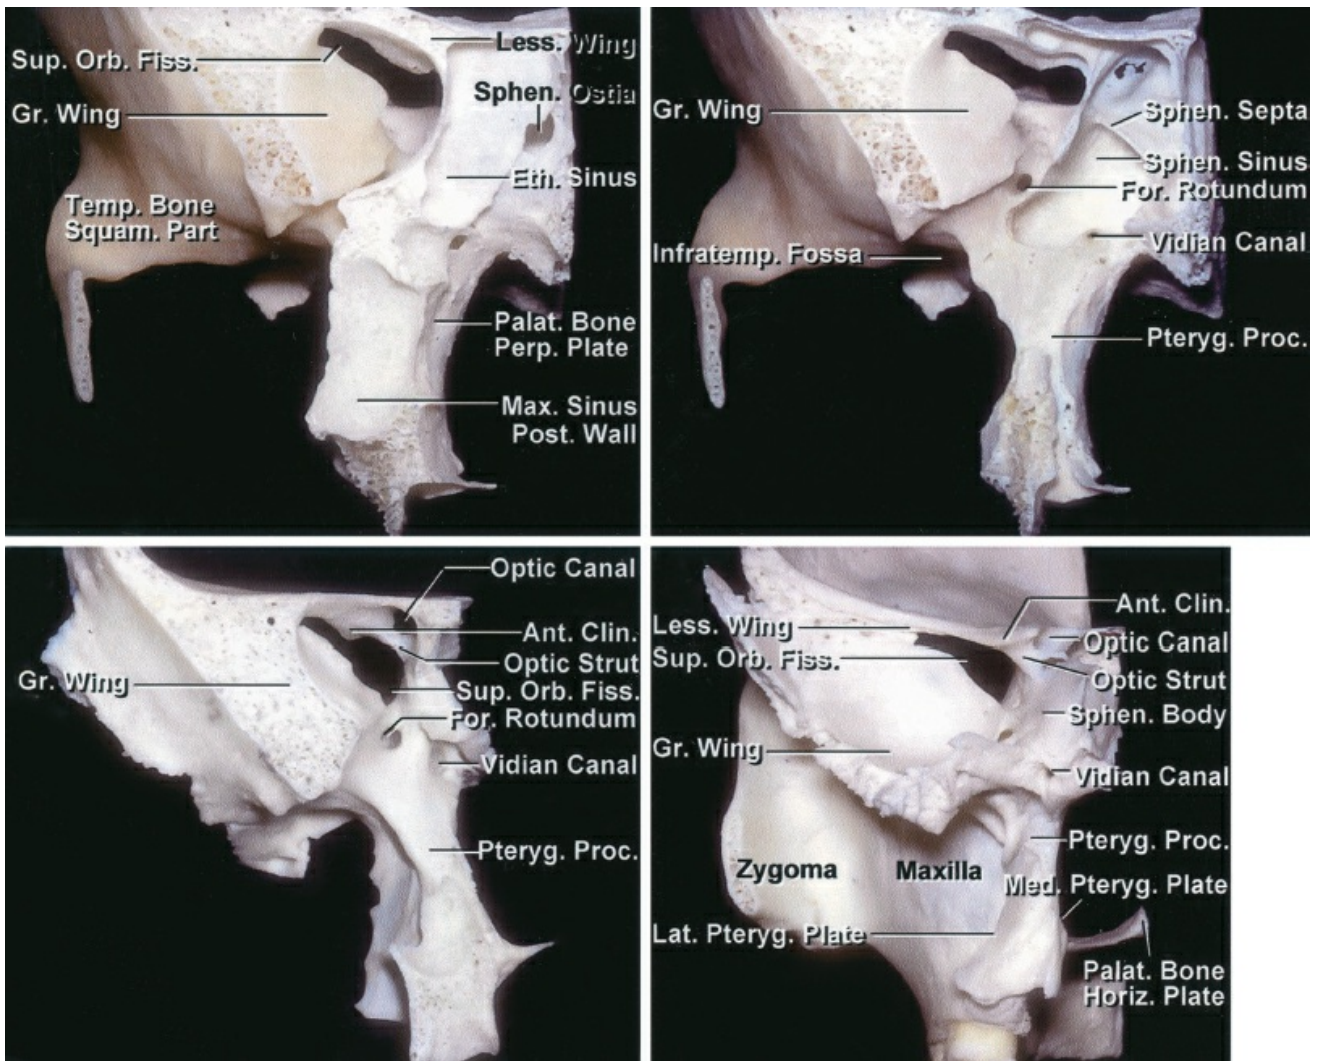 Less. Wing
Sup. Orb. Fiss.
Sphen. Ostia
Gr. Wing
Eth. Sinus
Temp. Bone
Squam. Part
Palat. Bone
Perp. Plate
Max. Sinus
Post. Wall
Gr. Wing
Sphen. Septa
Sphen. Sinus
For. Rotundum
Vidian Canal
Infratemp. Fossa
Pteryg. Proc.
Optic Canal
Ant. Clin.
Optic Strut
Gr. Wing
Sup. Orb. Fiss.
For. Rotundum
Vidian Canal
Pteryg. Proc.
Ant. Clin.
Less. Wing
Optic Canal
Sup. Orb. Fiss.
Optic Strut
Sphen. Body
Gr. Wing
Vidian Canal
Pteryg. Proc.
Zygoma
Maxilla
Med. Pteryg. Plate
Lat. Pteryg. Plate
Palat. Bone
Horiz. Plate